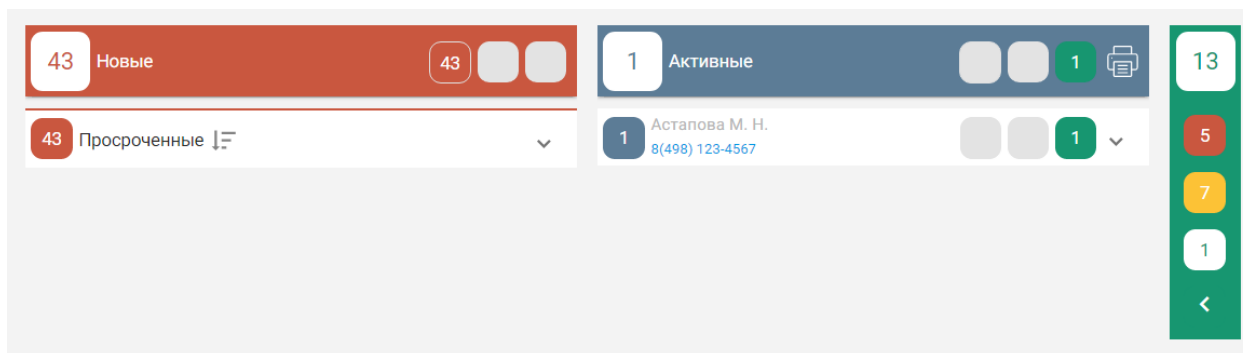 43 Новые 43
43 Просроченные
1 Активные 1
1 Астапова М. Н. 1
8(498) 123-4567
13
5
7
1